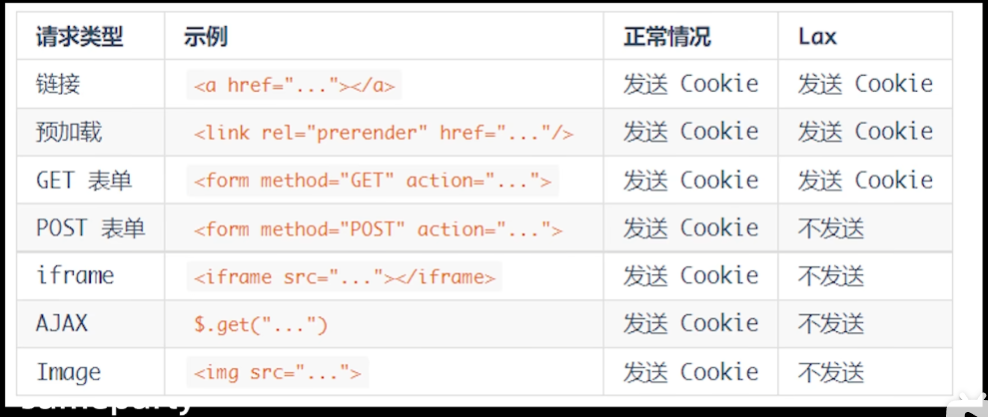 请求类型 示例 正常情况 Lax
链接 <a href="..."></a> 发送 Cookie 发送 Cookie
预加载 <link rel="prerender" href="..."/> 发送 Cookie 发送 Cookie
GET 表单 <form method="GET" action="..."> 发送 Cookie 发送 Cookie
POST 表单 <form method="POST" action="..."> 发送 Cookie 不发送
iframe <iframe src="..."></iframe> 发送 Cookie 不发送
AJAX $.get("...") 发送 Cookie 不发送
Image <img src="..."> 发送 Cookie 不发送